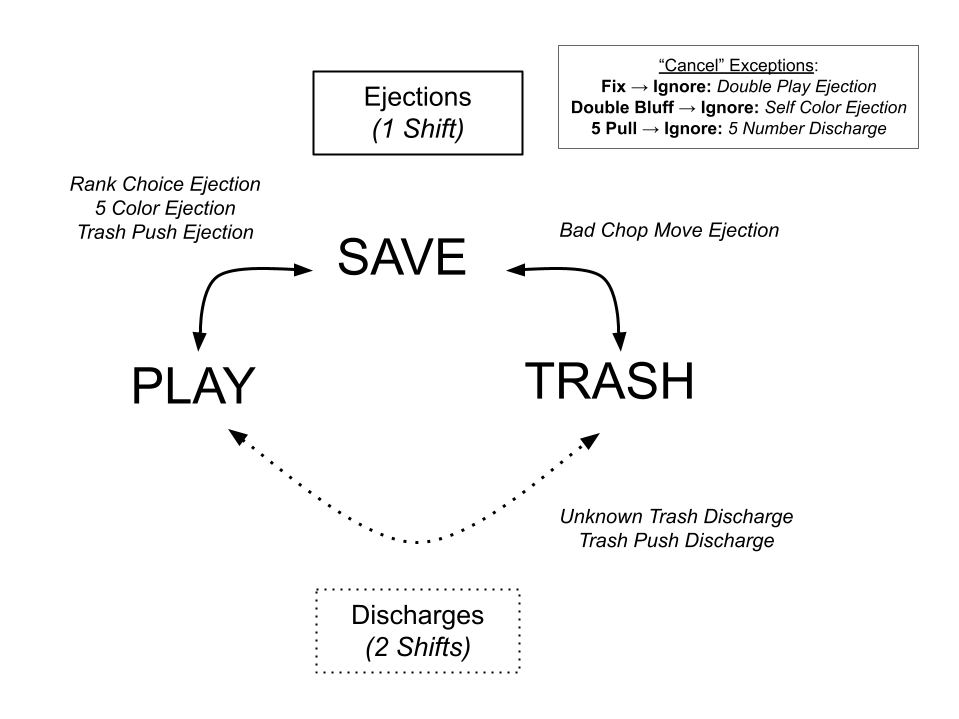 "Cancel" Exceptions:
Fix → Ignore: Double Play Ejection
Double Bluff → Ignore: Self Color Ejection
5 Pull → Ignore: 5 Number Discharge
Ejections
(1 Shift)
Rank Choice Ejection
5 Color Ejection
Trash Push Ejection
Bad Chop Move Ejection
SAVE
PLAY
TRASH
Unknown Trash Discharge
Trash Push Discharge
Discharges
(2 Shifts)